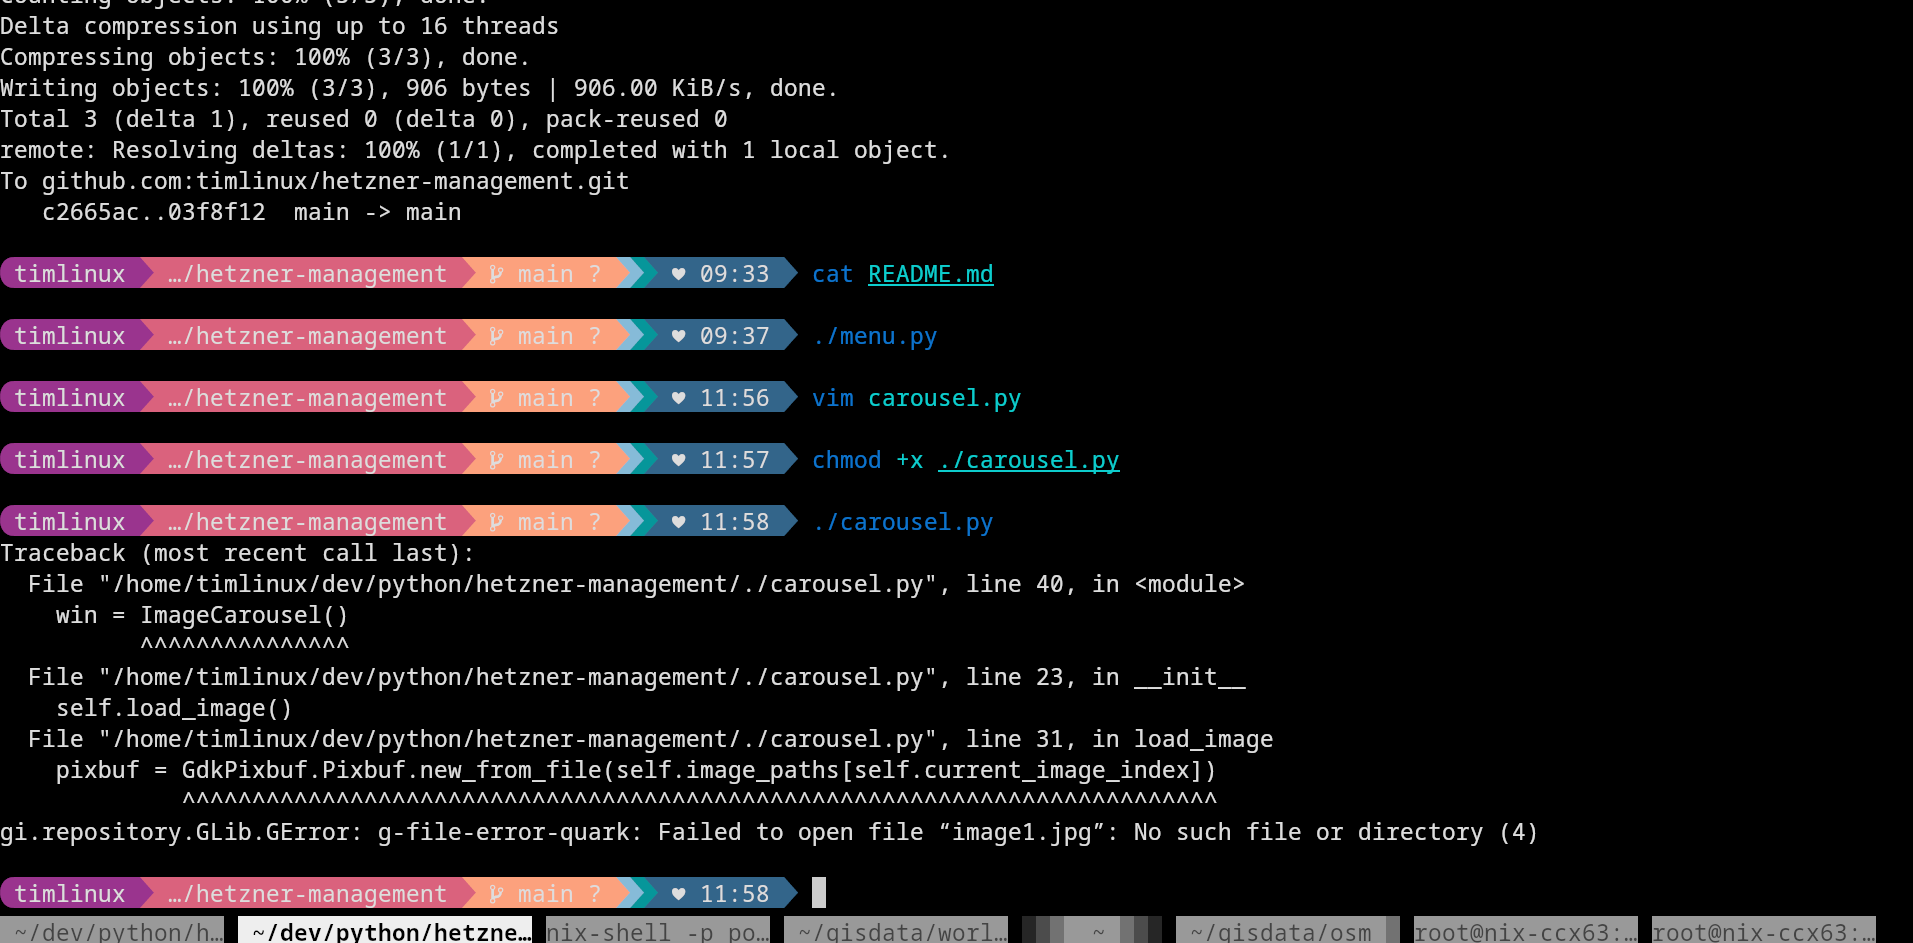 Counting objects: 100% (3/3), done.
Delta compression using up to 16 threads
Compressing objects: 100% (3/3), done.
Writing objects: 100% (3/3), 906 bytes | 906.00 KiB/s, done.
Total 3 (delta 1), reused 0 (delta 0), pack-reused 0
remote: Resolving deltas: 100% (1/1), completed with 1 local object.
To github.com:timlinux/hetzner-management.git
   c2665ac..03f8f12  main -> main
timlinux …/hetzner-management main ? ♥ 09:33 cat README.md
timlinux …/hetzner-management main ? ♥ 09:37 ./menu.py
timlinux …/hetzner-management main ? ♥ 11:56 vim carousel.py
timlinux …/hetzner-management main ? ♥ 11:57 chmod +x ./carousel.py
timlinux …/hetzner-management main ? ♥ 11:58 ./carousel.py
Traceback (most recent call last):
  File "/home/timlinux/dev/python/hetzner-management/./carousel.py", line 40, in <module>
    win = ImageCarousel()
          ^^^^^^^^^^^^^^^
  File "/home/timlinux/dev/python/hetzner-management/./carousel.py", line 23, in __init__
    self.load_image()
  File "/home/timlinux/dev/python/hetzner-management/./carousel.py", line 31, in load_image
    pixbuf = GdkPixbuf.Pixbuf.new_from_file(self.image_paths[self.current_image_index])
             ^^^^^^^^^^^^^^^^^^^^^^^^^^^^^^^^^^^^^^^^^^^^^^^^^^^^^^^^^^^^^^^^^^^^^^^^^^
gi.repository.GLib.GError: g-file-error-quark: Failed to open file “image1.jpg”: No such file or directory (4)
timlinux …/hetzner-management main ? ♥ 11:58
~/dev/python/h… ~/dev/python/hetzne… nix-shell -p po… ~/gisdata/worl… ~ ~/gisdata/osm root@nix-ccx63:… root@nix-ccx63:…